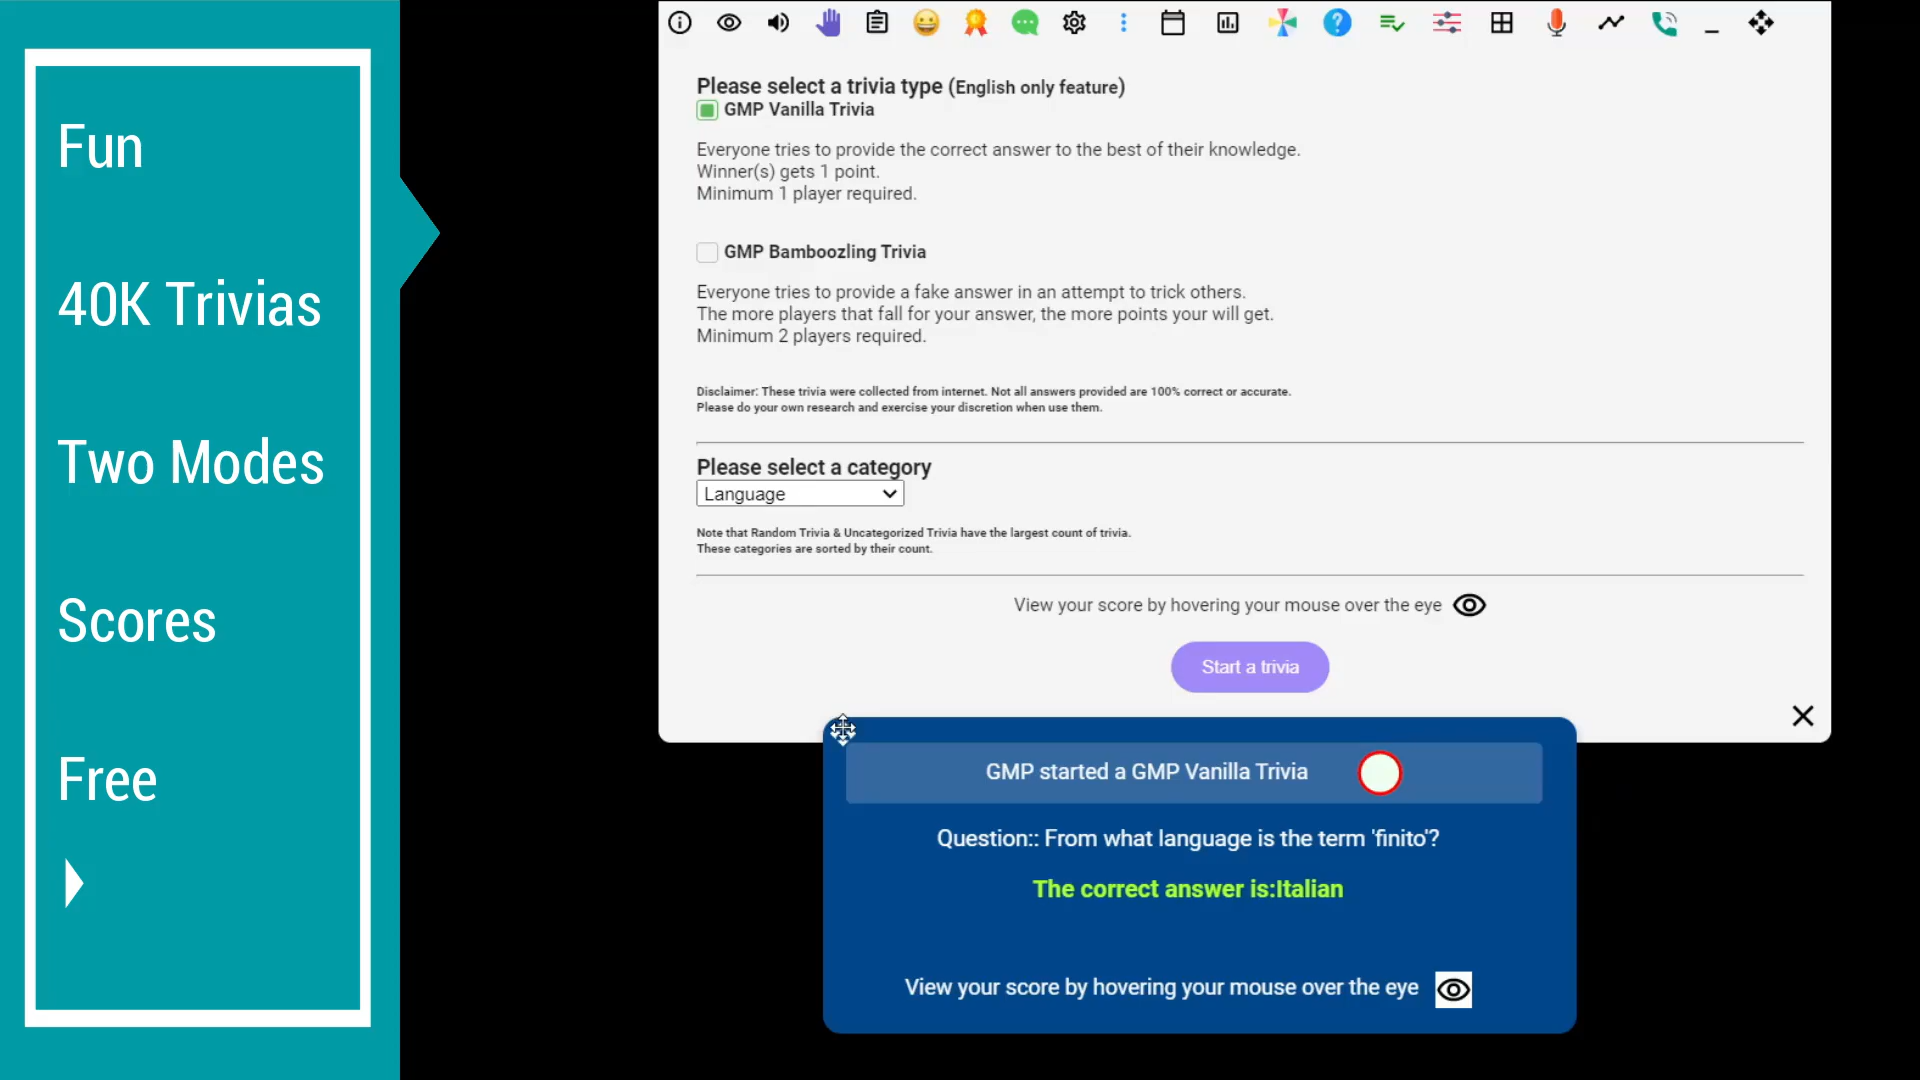 Fun
40K Trivias
Two Modes
Scores
Free
Please select a trivia type (English only feature)
GMP Vanilla Trivia
Everyone tries to provide the correct answer to the best of their knowledge.
Winner(s) gets 1 point.
Minimum 1 player required.
GMP Bamboozling Trivia
Everyone tries to provide a fake answer in an attempt to trick others.
The more players that fall for your answer, the more points your will get.
Minimum 2 players required.
Disclaimer: These trivia were collected from internet. Not all answers provided are 100% correct or accurate.
Please do your own research and exercise your discretion when use them.
Please select a category
Language
Note that Random Trivia & Uncategorized Trivia have the largest count of trivia.
These categories are sorted by their count.
View your score by hovering your mouse over the eye
Start a trivia
GMP started a GMP Vanilla Trivia
Question:: From what language is the term 'finito'?
The correct answer is:Italian
View your score by hovering your mouse over the eye